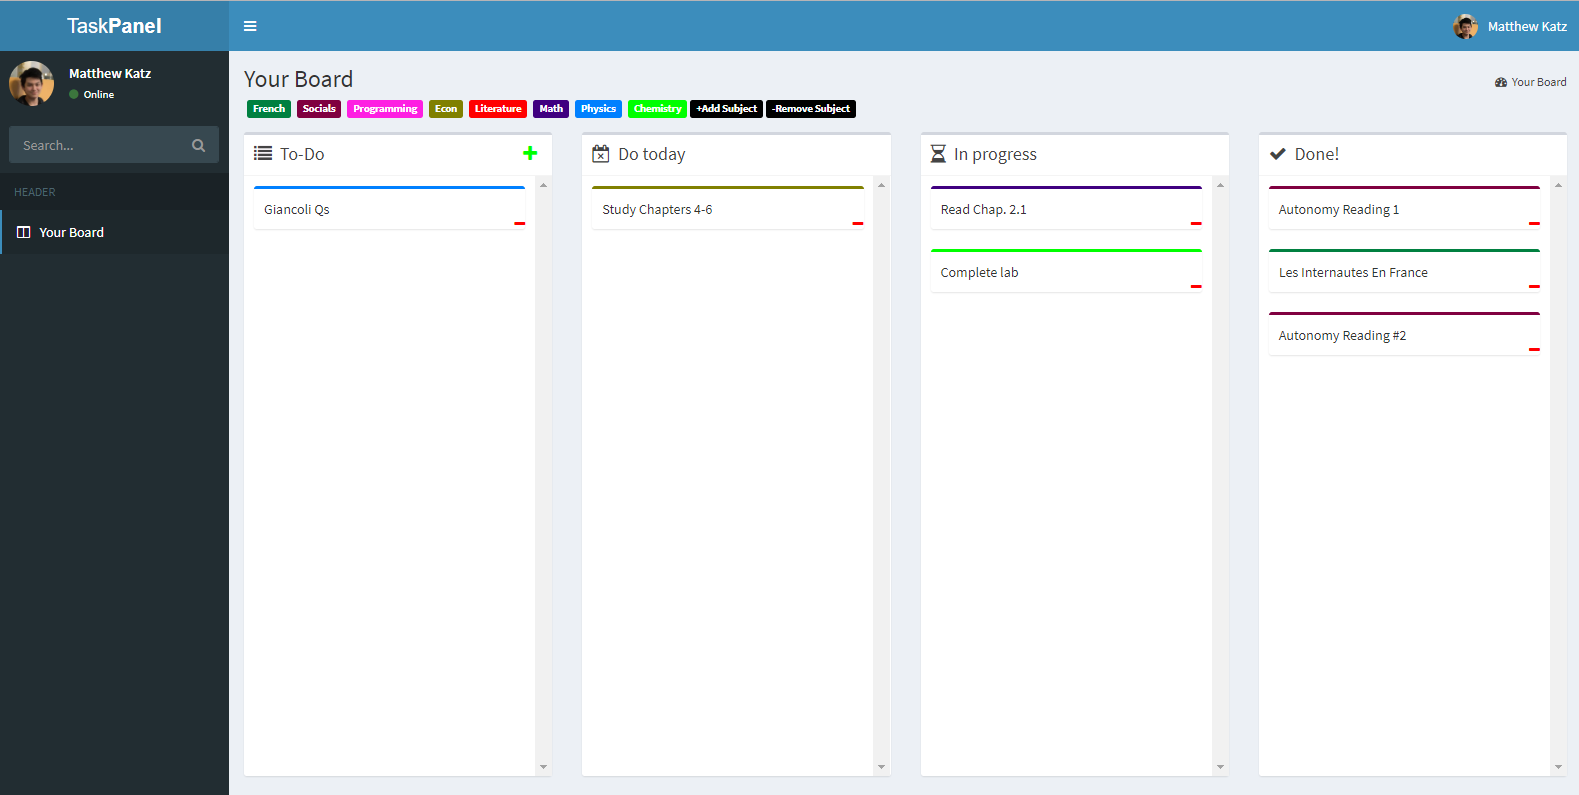 TaskPanel
Matthew Katz
Matthew Katz
Online
Search...
HEADER
Your Board
Your Board
Your Board
French Socials Programming Econ Literature Math Physics Chemistry +Add Subject -Remove Subject
To-Do
Giancoli Qs
Do today
Study Chapters 4-6
In progress
Read Chap. 2.1
Complete lab
Done!
Autonomy Reading 1
Les Internautes En France
Autonomy Reading #2